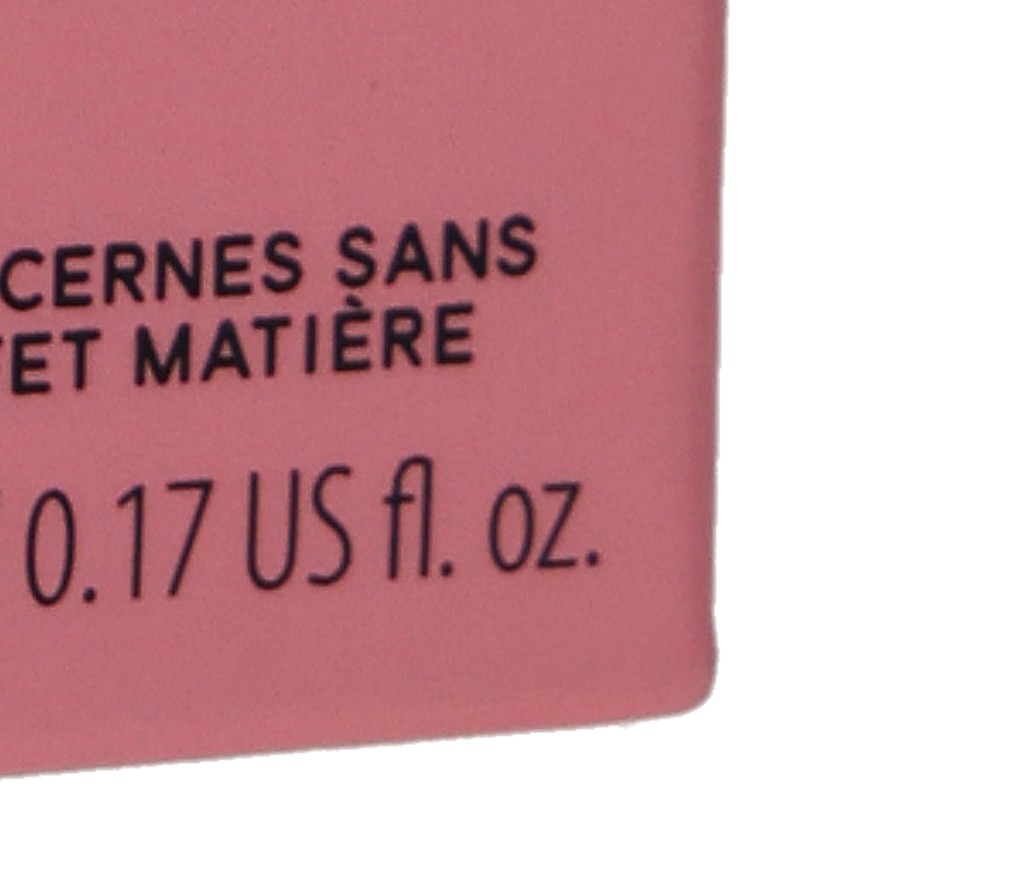 CERNES SANS
ET MATIÈRE
0.17 US fl. oz.